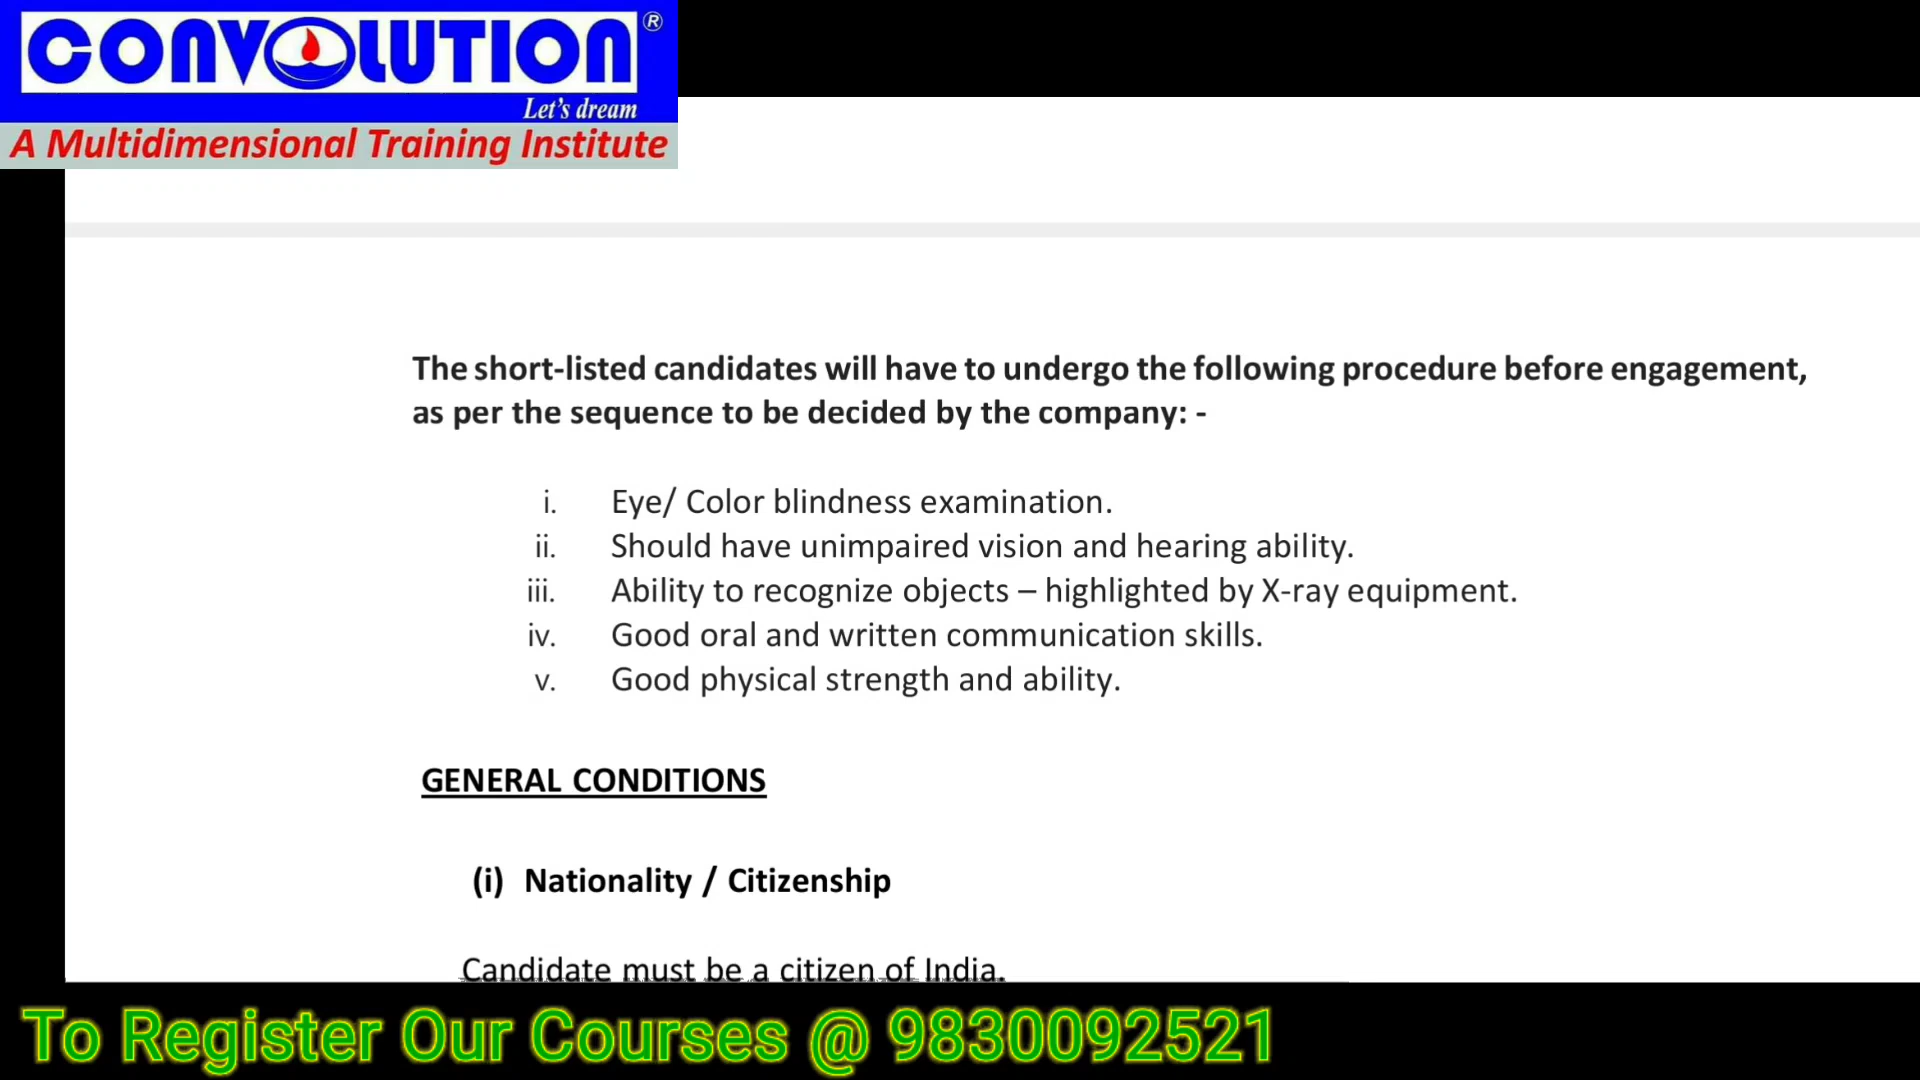 CONVOLUTION®
Let's dream
A Multidimensional Training Institute
The short-listed candidates will have to undergo the following procedure before engagement,
as per the sequence to be decided by the company: -
i. Eye/ Color blindness examination.
ii. Should have unimpaired vision and hearing ability.
iii. Ability to recognize objects – highlighted by X-ray equipment.
iv. Good oral and written communication skills.
v. Good physical strength and ability.
GENERAL CONDITIONS
(i) Nationality / Citizenship
Candidate must be a citizen of India.
To Register Our Courses @ 9830092521